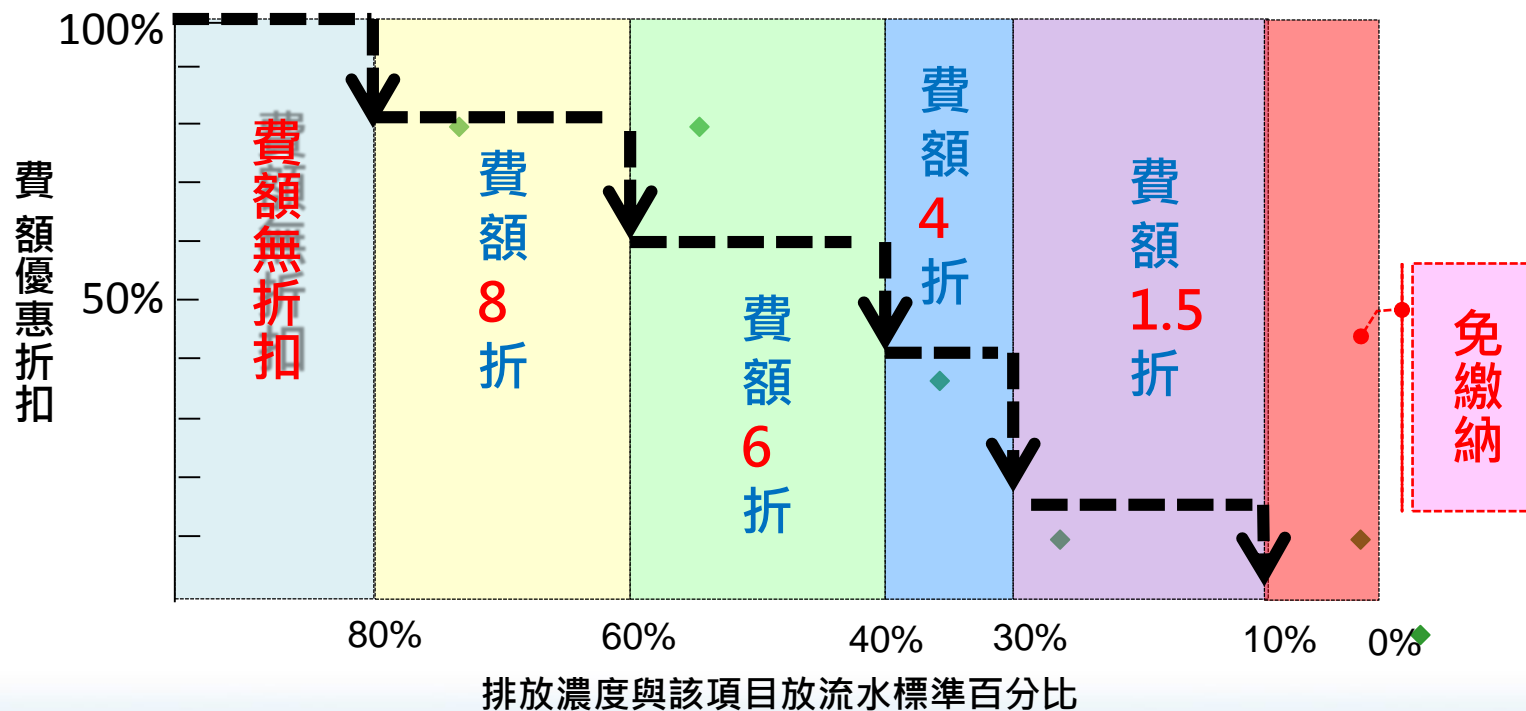 100%
50%
費額優惠折扣
費額無折扣
費額8折
費額6折
費額4折
費額1.5折
免繳納
80%
60%
40%
30%
10%
0%
排放濃度與該項目放流水標準百分比